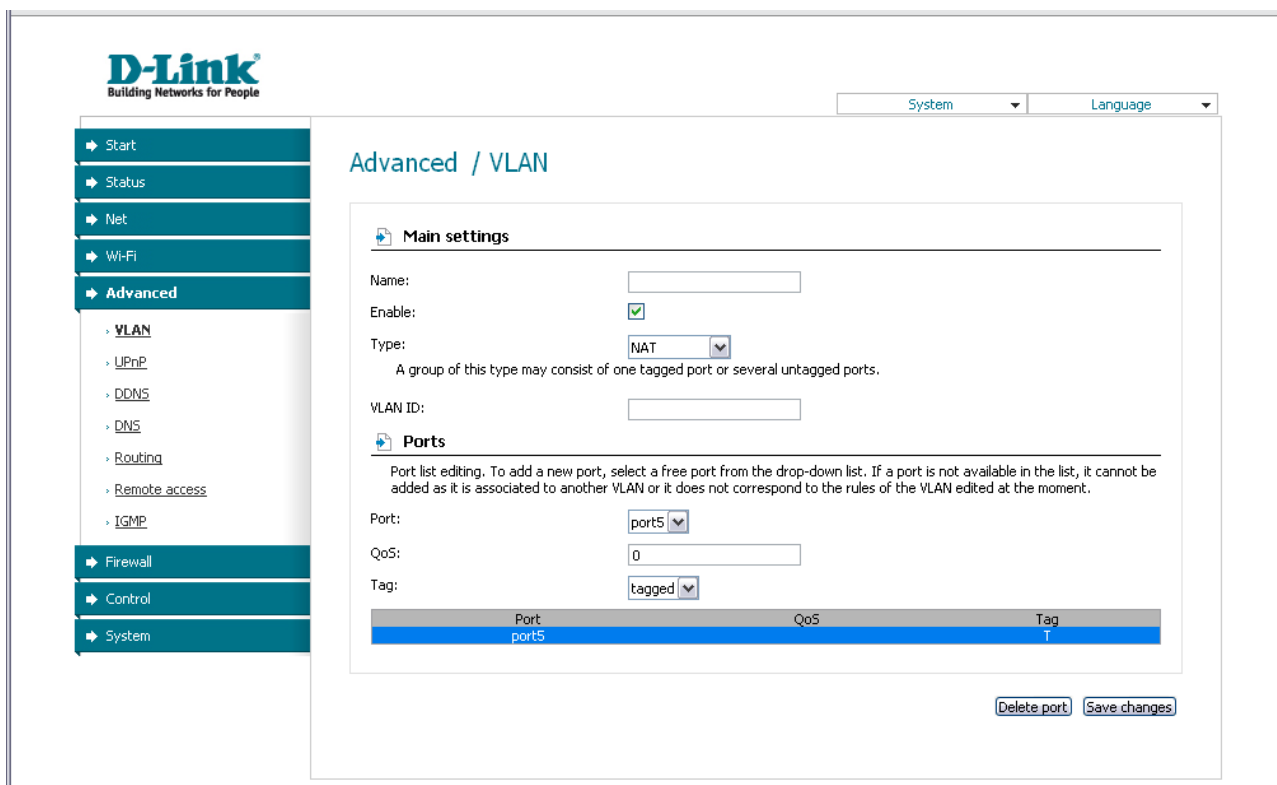 D-Link
Building Networks for People
System
Language
Start
Status
Net
Wi-Fi
Advanced
VLAN
UPnP
DDNS
DNS
Routing
Remote access
IGMP
Firewall
Control
System
Advanced / VLAN
Main settings
Name:
Enable:
Type: NAT
A group of this type may consist of one tagged port or several untagged ports.
VLAN ID:
Ports
Port list editing. To add a new port, select a free port from the drop-down list. If a port is not available in the list, it cannot be
added as it is associated to another VLAN or it does not correspond to the rules of the VLAN edited at the moment.
Port: port5
QoS: 0
Tag: tagged
Port QoS Tag
port5 T
Delete port Save changes